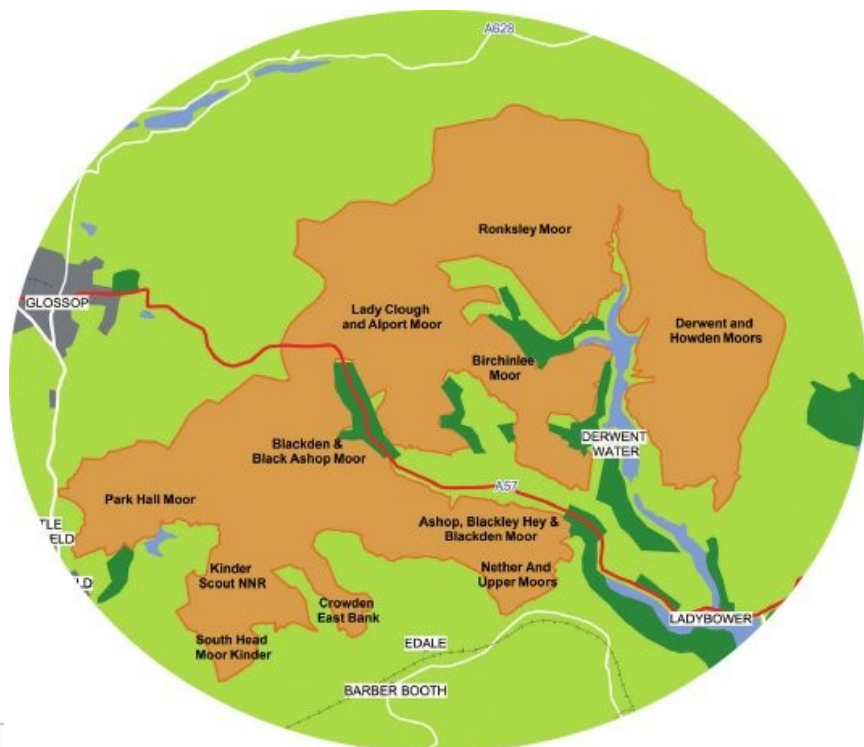 A628
Ronksley Moor
GLOSSOP
Lady Clough
and Alport Moor
Derwent and
Howden Moors
Birchinlee
Moor
DERWENT
WATER
Blackden &
Black Ashop Moor
A57
Park Hall Moor
Ashop, Blackley Hey &
Blackden Moor
TLE
ELD
Kinder
Scout NNR
Nether And
Upper Moors
Crowden
East Bank
LADYBOWER
South Head
Moor Kinder
EDALE
BARBER BOOTH